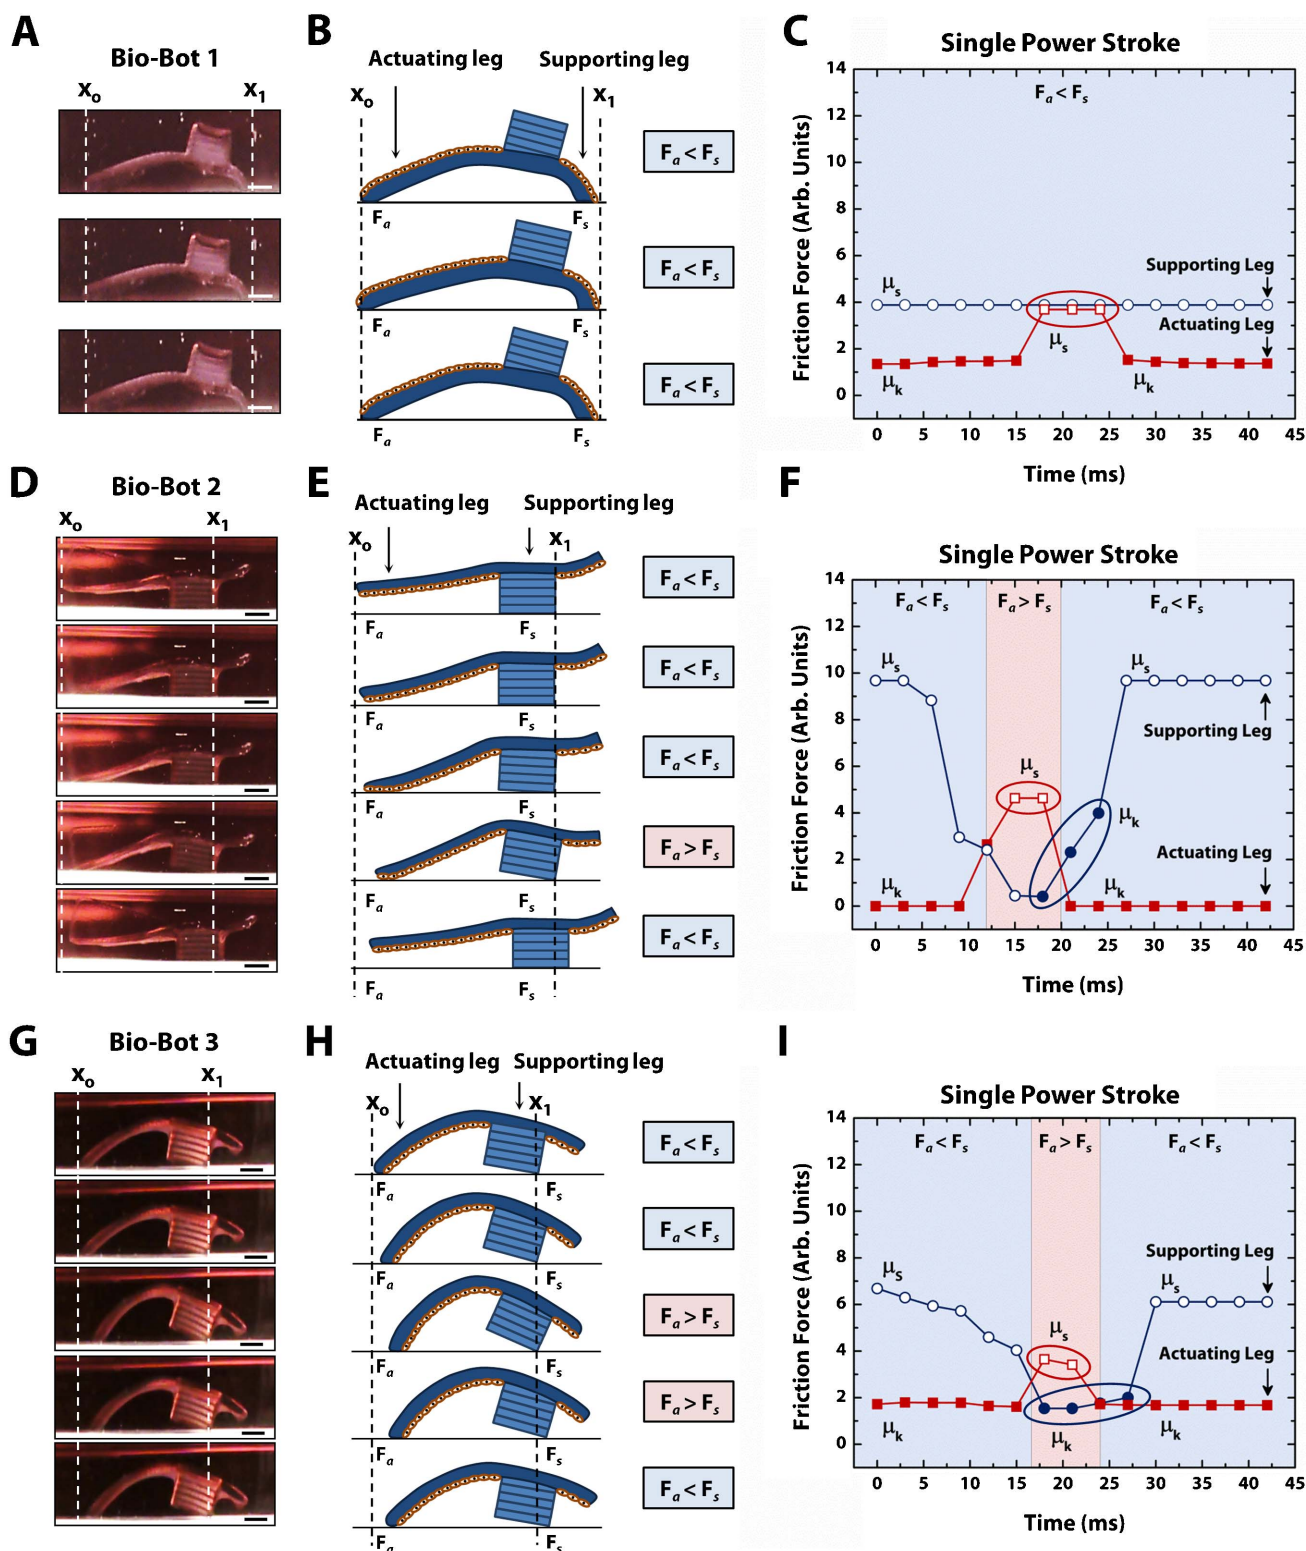 A
Bio-Bot 1
xₒ x₁
B
Actuating leg Supporting leg
xₒ x₁
Fₐ < Fₛ
Fₐ Fₛ
Fₐ < Fₛ
Fₐ Fₛ
Fₐ < Fₛ
Fₐ Fₛ
C
Single Power Stroke
Fₐ < Fₛ
Friction Force (Arb. Units)
14
12
10
8
6
4
2
0
μₛ
Supporting Leg
Actuating Leg
μₛ
μₖ μₖ
0 5 10 15 20 25 30 35 40 45
Time (ms)
D
Bio-Bot 2
xₒ x₁
E
Actuating leg Supporting leg
xₒ x₁
Fₐ < Fₛ
Fₐ Fₛ
Fₐ < Fₛ
Fₐ Fₛ
Fₐ < Fₛ
Fₐ Fₛ
Fₐ > Fₛ
Fₐ Fₛ
Fₐ < Fₛ
Fₐ Fₛ
F
Single Power Stroke
Fₐ < Fₛ Fₐ > Fₛ Fₐ < Fₛ
Friction Force (Arb. Units)
14
12
10
8
6
4
2
0
μₛ μₛ
Supporting Leg
μₛ
μₖ
Actuating Leg
μₖ μₖ
0 5 10 15 20 25 30 35 40 45
Time (ms)
G
Bio-Bot 3
xₒ x₁
H
Actuating leg Supporting leg
xₒ x₁
Fₐ < Fₛ
Fₐ Fₛ
Fₐ < Fₛ
Fₐ Fₛ
Fₐ > Fₛ
Fₐ Fₛ
Fₐ > Fₛ
Fₐ Fₛ
Fₐ < Fₛ
Fₐ Fₛ
I
Single Power Stroke
Fₐ < Fₛ Fₐ > Fₛ Fₐ < Fₛ
Friction Force (Arb. Units)
14
12
10
8
6
4
2
0
Supporting Leg
μₛ μₛ
μₛ
Actuating Leg
μₖ μₖ μₖ
0 5 10 15 20 25 30 35 40 45
Time (ms)